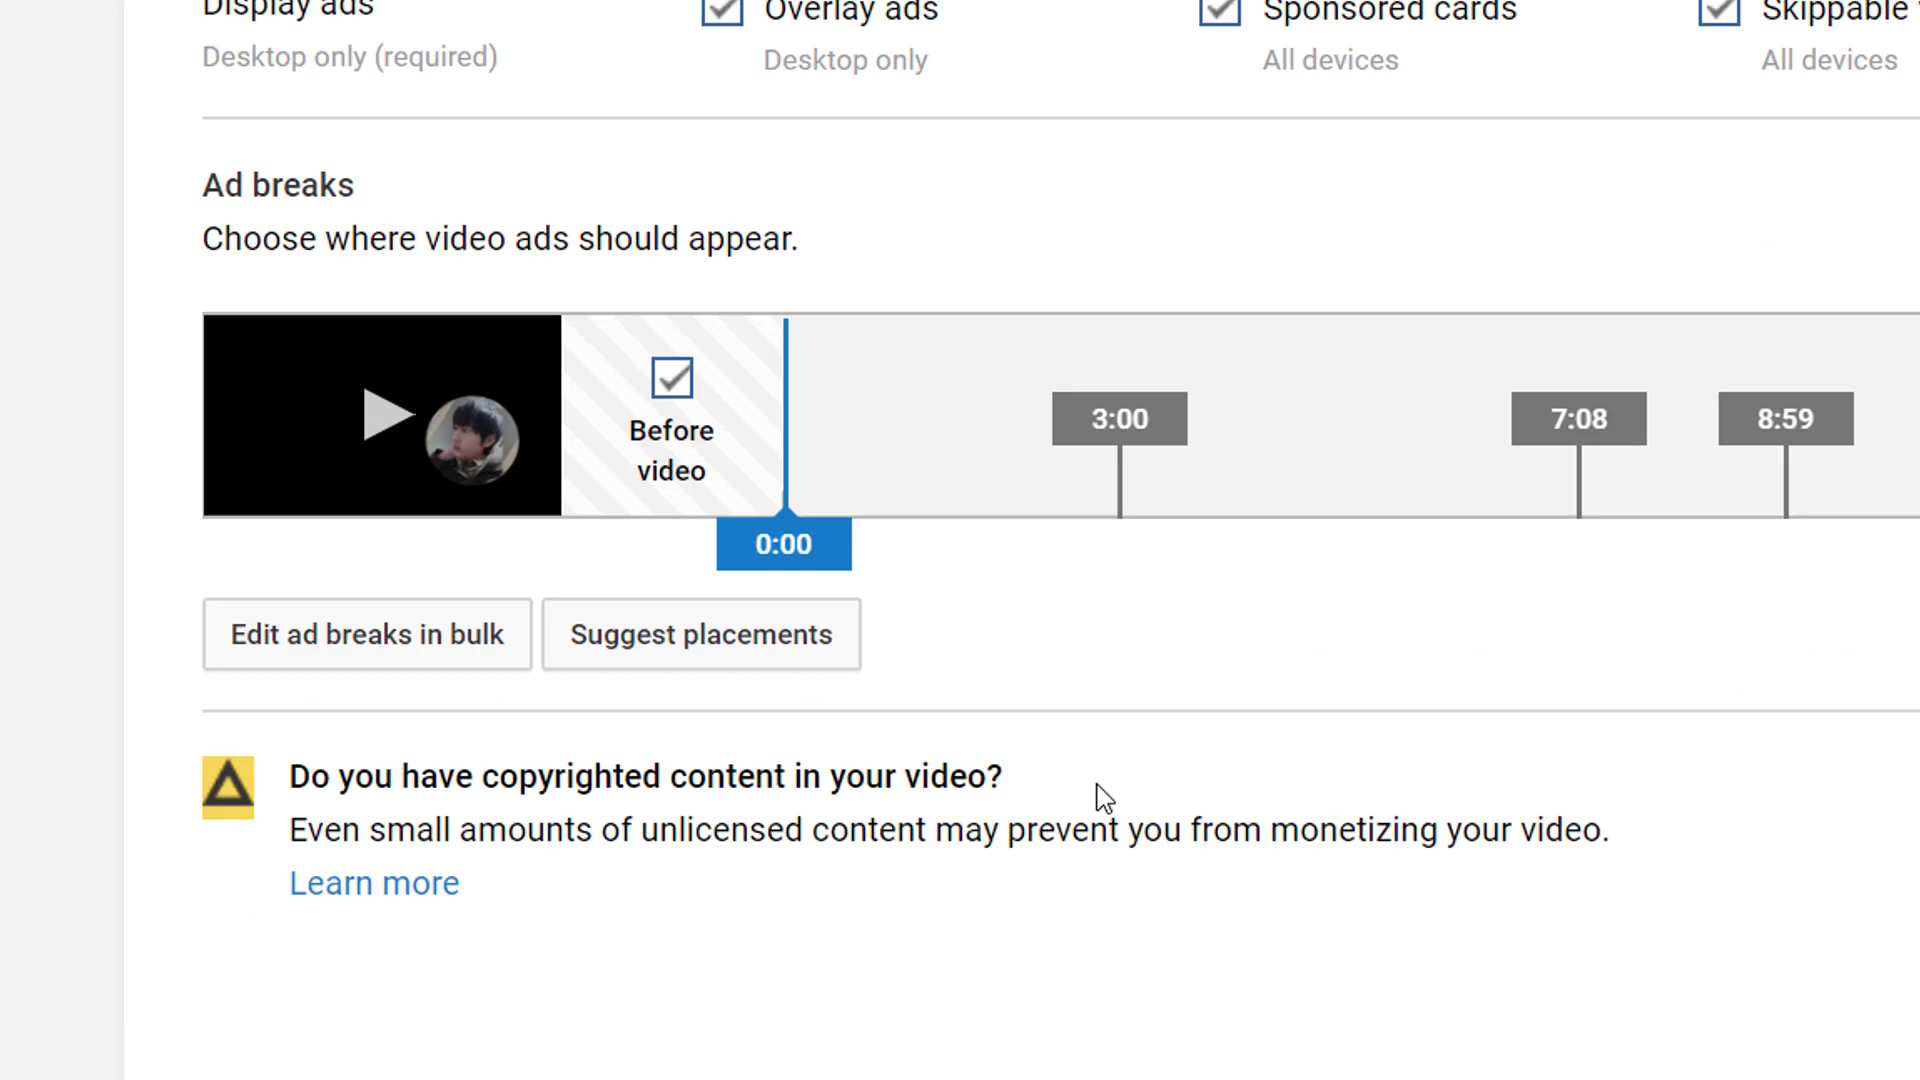 Display ads
Overlay ads
Sponsored cards
Skippable
Desktop only (required)
Desktop only
All devices
All devices
Ad breaks
Choose where video ads should appear.
Before
video
3:00
7:08
8:59
0:00
Edit ad breaks in bulk
Suggest placements
Do you have copyrighted content in your video?
Even small amounts of unlicensed content may prevent you from monetizing your video.
Learn more